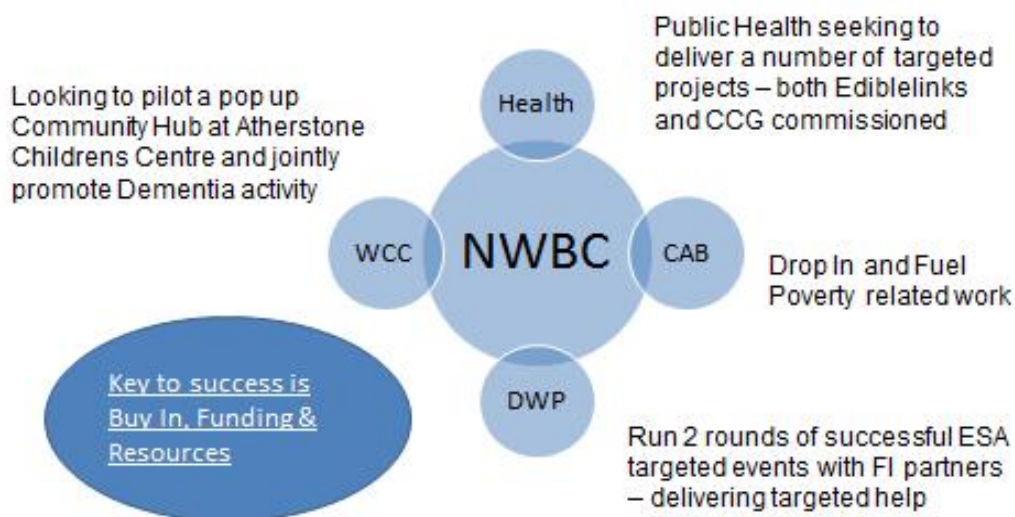 Public Health seeking to
deliver a number of targeted
projects – both Ediblelinks
and CCG commissioned
Looking to pilot a pop up
Community Hub at Atherstone
Childrens Centre and jointly
promote Dementia activity
Health
WCC
NWBC
CAB
DWP
Drop In and Fuel
Poverty related work
Key to success is
Buy In, Funding &
Resources
Run 2 rounds of successful ESA
targeted events with FI partners
– delivering targeted help